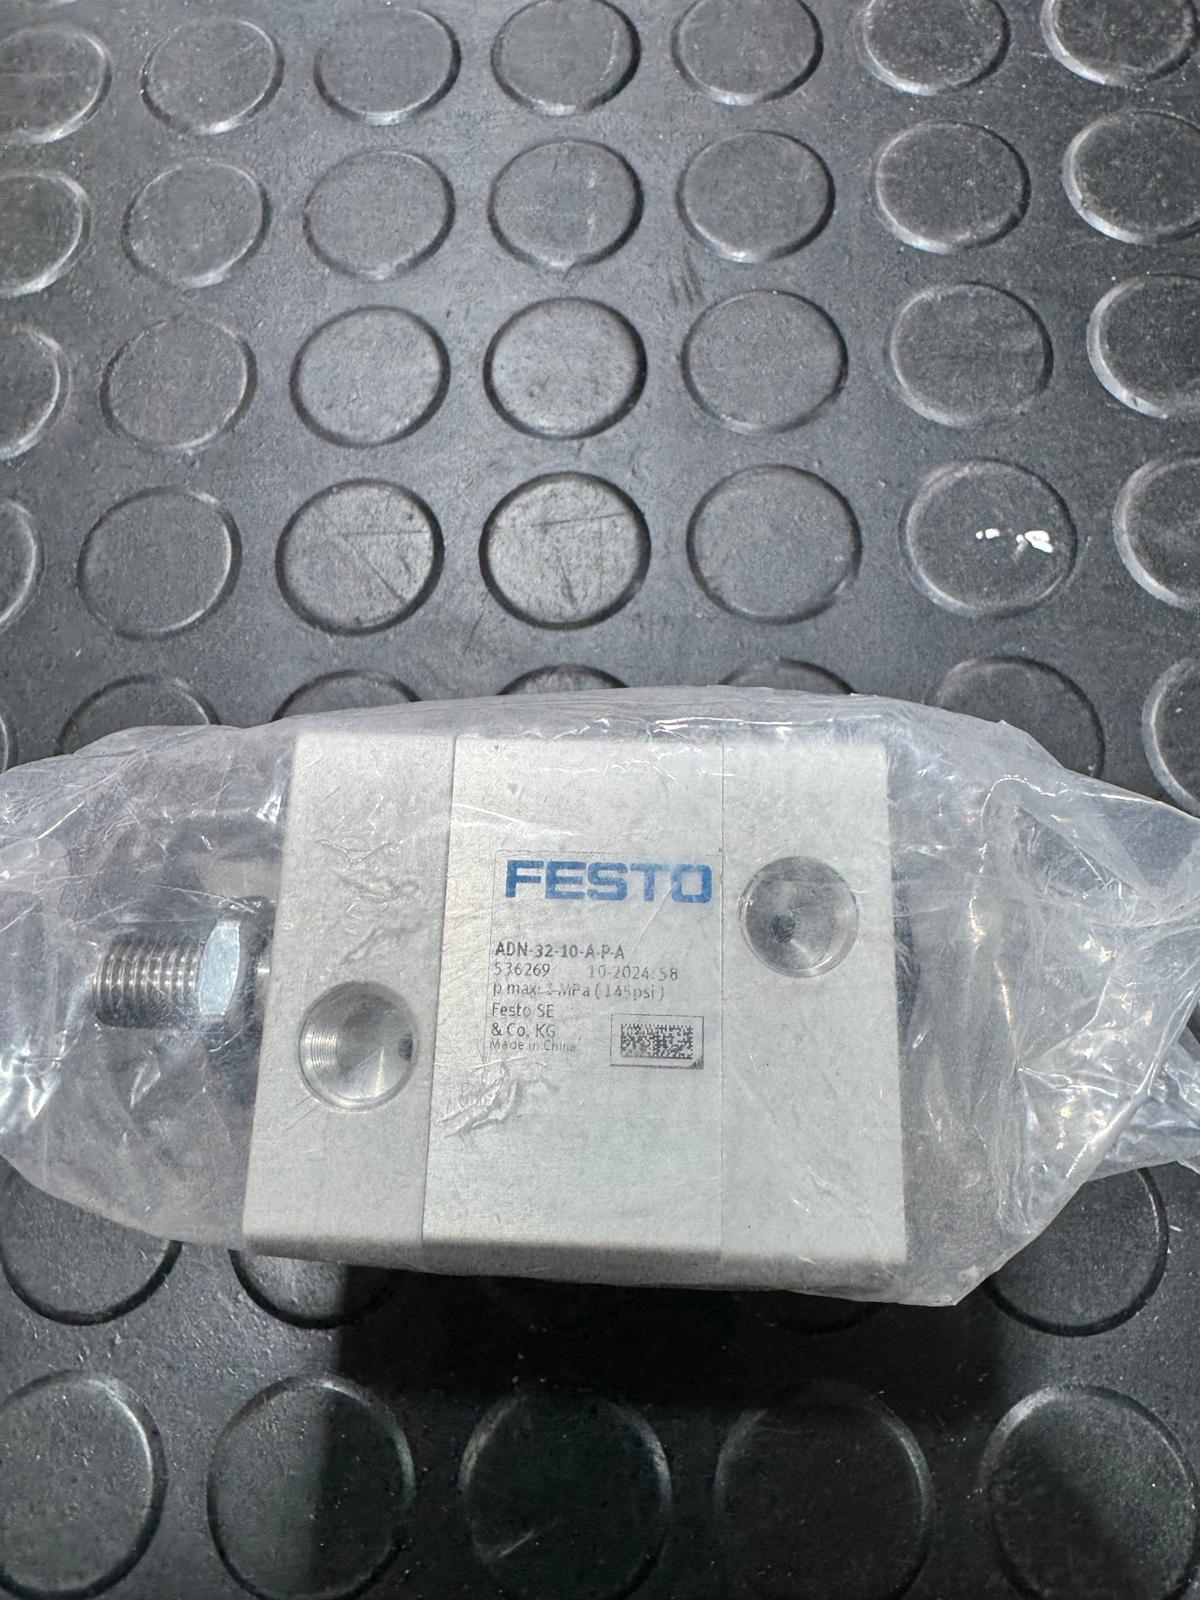 FESTO
ADN-32-10-A-P-A
536269 10-2024: S8
p max: 1 MPa (145psi)
Festo SE
& Co. KG
Made in China